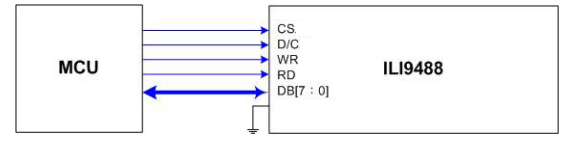 MCU
CS
D/C
WR
RD
DB[7 : 0]
ILI9488